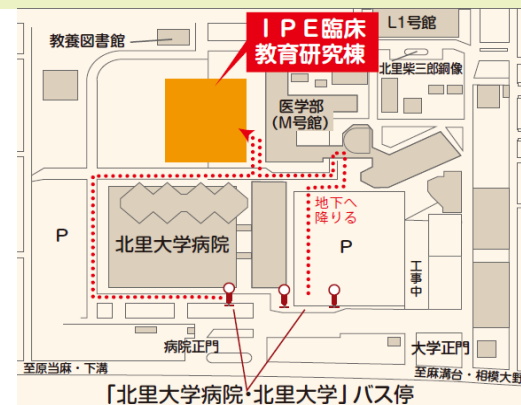 ＩＰＥ臨床
教育研究棟
L1号館
教養図書館
北里柴三郎銅像
医学部
(M号館)
地下へ
降りる
P
北里大学病院
P
工事中
病院正門
大学正門
至原当麻・下溝
至麻溝台・相模大野
「北里大学病院・北里大学」バス停